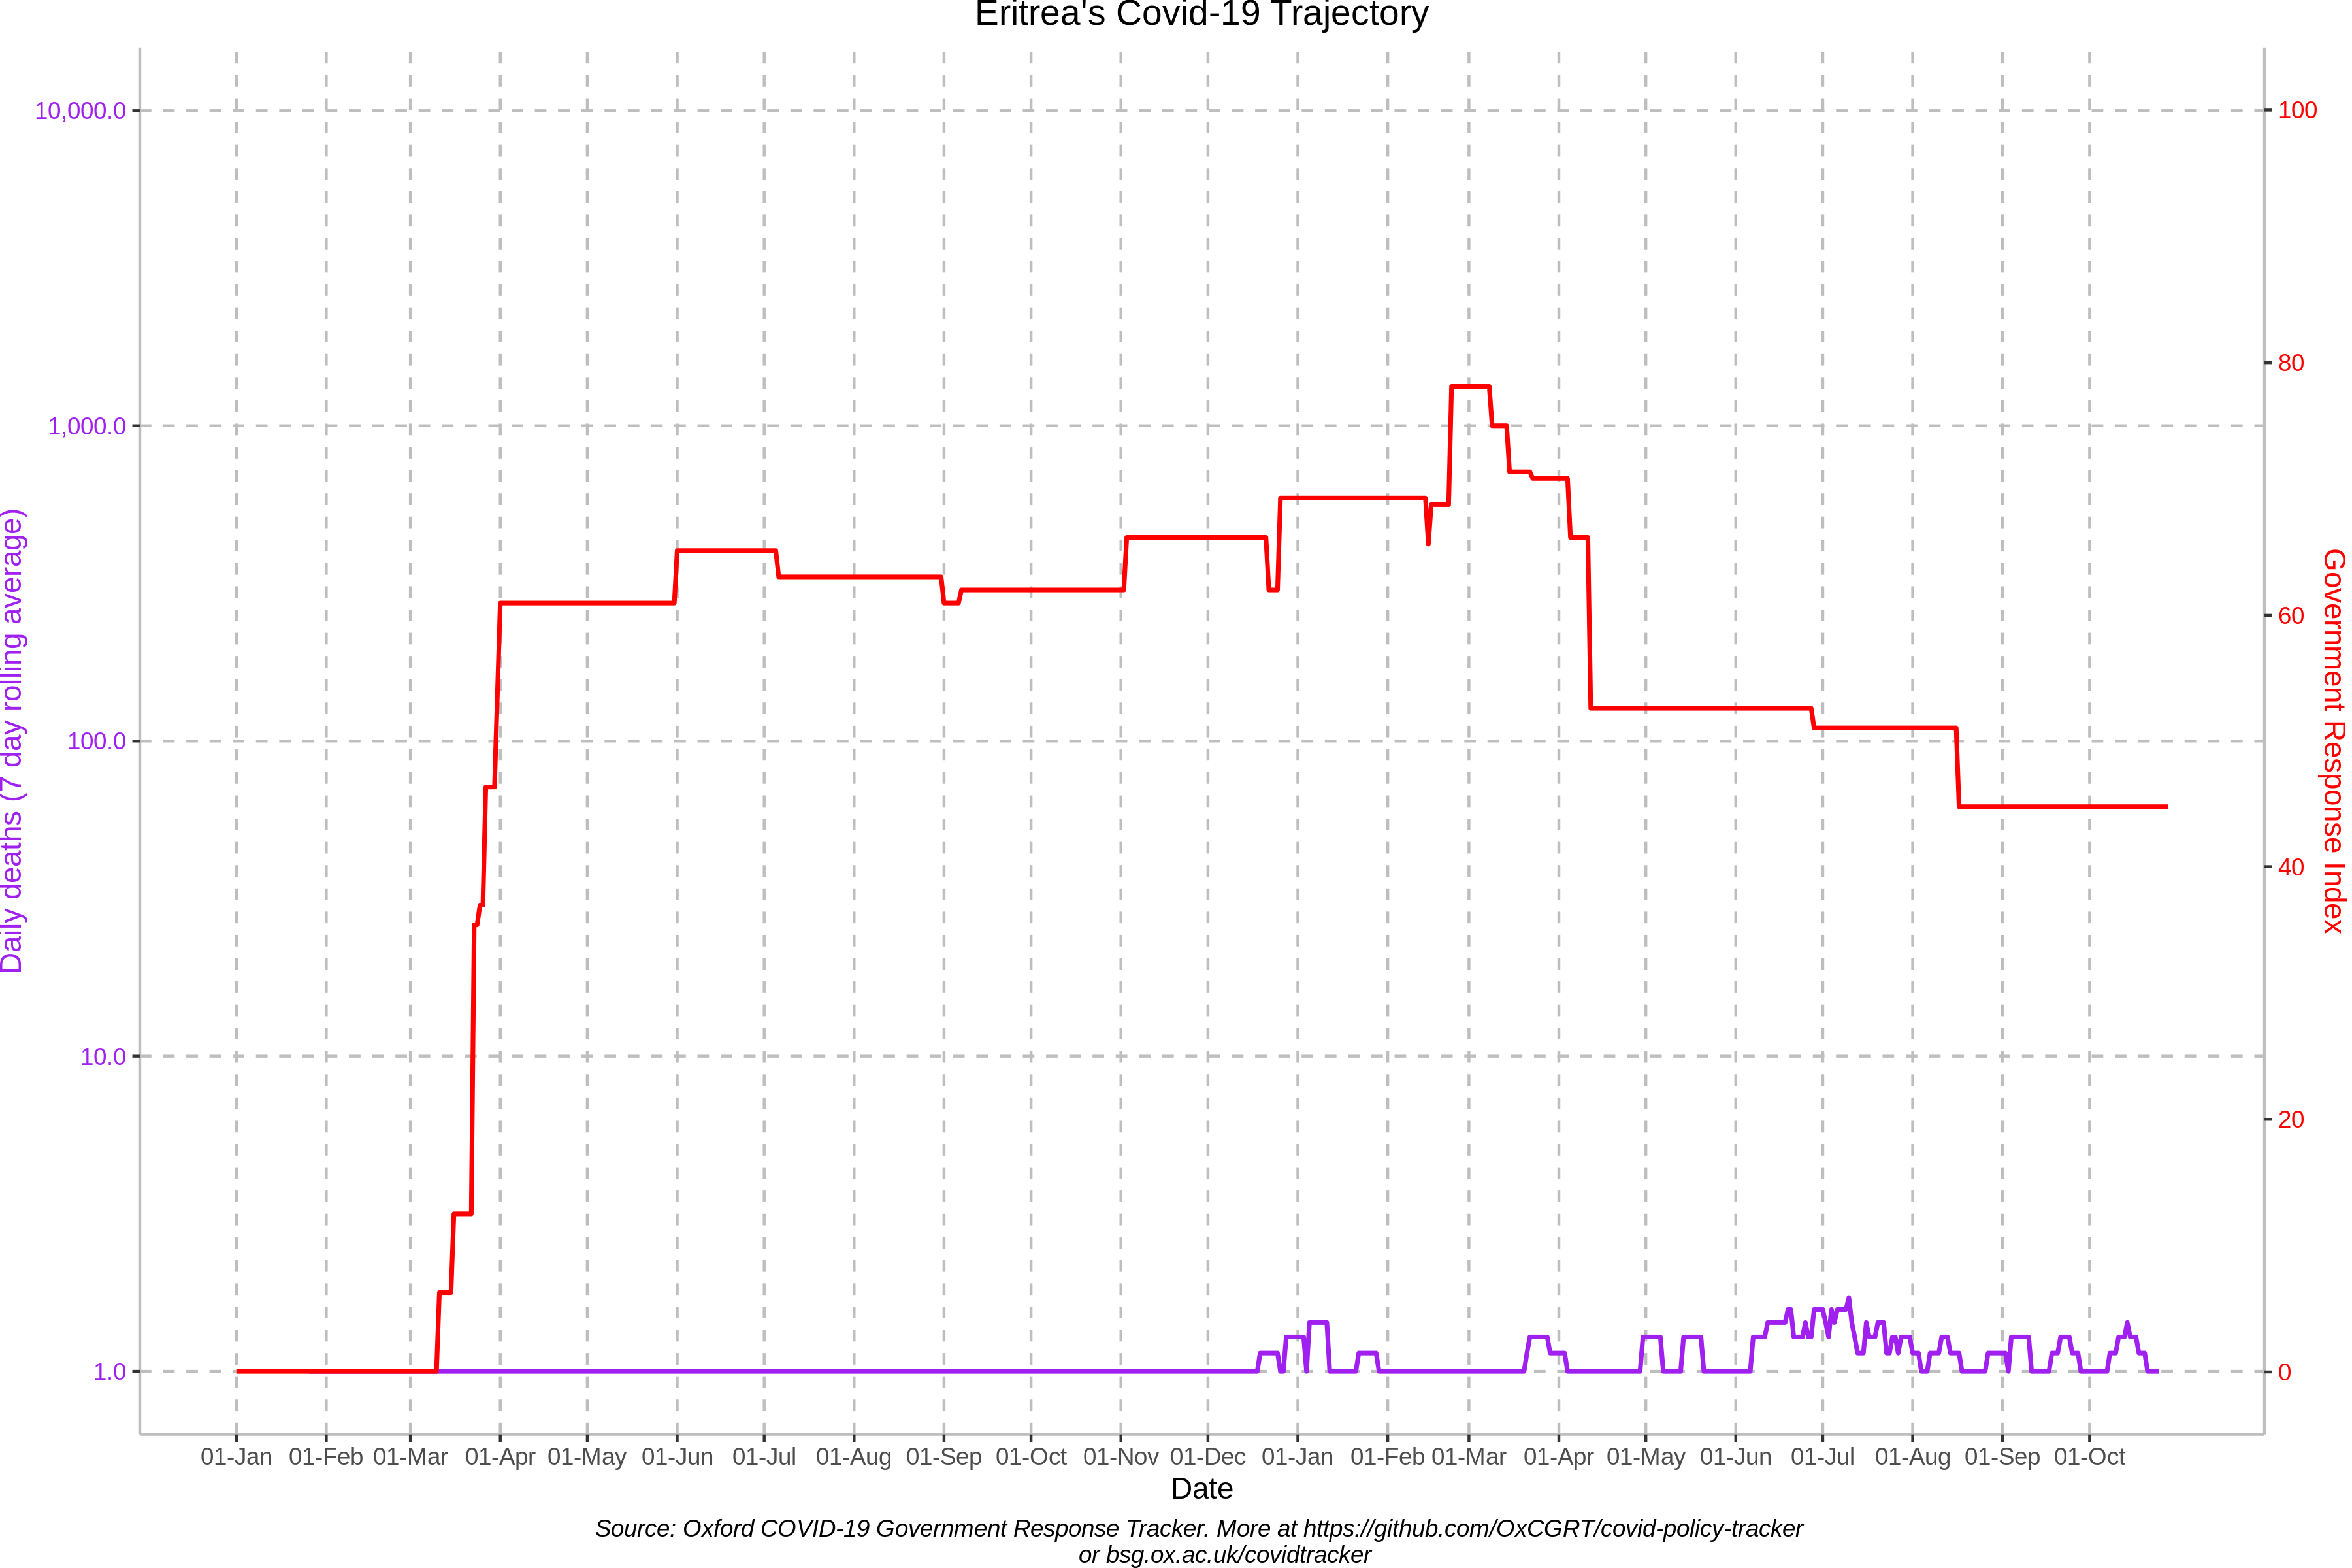 Eritrea's Covid-19 Trajectory
10,000.0
1,000.0
100.0
10.0
1.0
Daily deaths (7 day rolling average)
100
80
60
40
20
0
Government Response Index
01-Jan 01-Feb 01-Mar 01-Apr 01-May 01-Jun 01-Jul 01-Aug 01-Sep 01-Oct 01-Nov 01-Dec 01-Jan 01-Feb 01-Mar 01-Apr 01-May 01-Jun 01-Jul 01-Aug 01-Sep 01-Oct
Date
Source: Oxford COVID-19 Government Response Tracker. More at https://github.com/OxCGRT/covid-policy-tracker
or bsg.ox.ac.uk/covidtracker